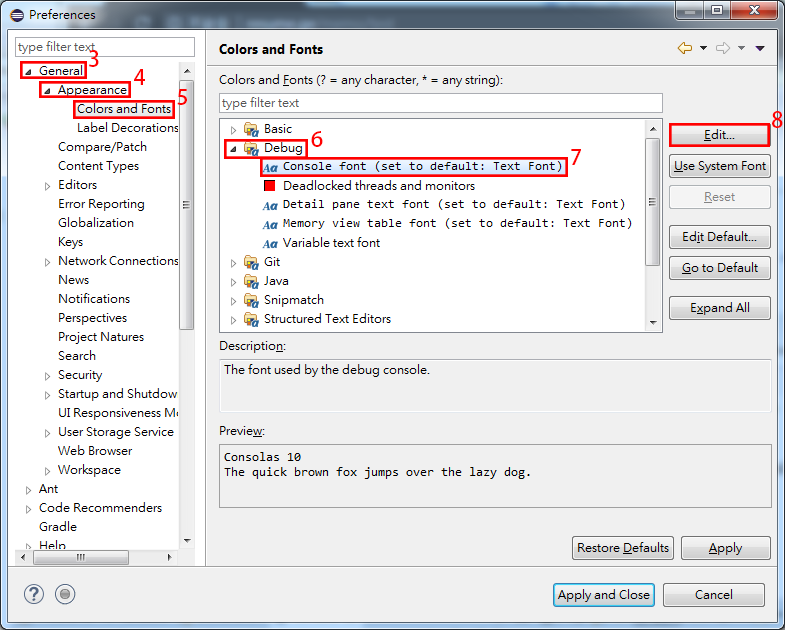 Preferences
type filter text
3
General
4
Appearance
5
Colors and Fonts
Label Decorations
Compare/Patch
Content Types
Editors
Error Reporting
Globalization
Keys
Network Connections
News
Notifications
Perspectives
Project Natures
Search
Security
Startup and Shutdow
UI Responsiveness M
User Storage Service
Web Browser
Workspace
Ant
Code Recommenders
Gradle
Help
Colors and Fonts
Colors and Fonts (? = any character, * = any string):
type filter text
Basic
6
Debug
7
Console font (set to default: Text Font)
Deadlocked threads and monitors
Detail pane text font (set to default: Text Font)
Memory view table font (set to default: Text Font)
Variable text font
Git
Java
Snipmatch
Structured Text Editors
8
Edit...
Use System Font
Reset
Edit Default...
Go to Default
Expand All
Description:
The font used by the debug console.
Preview:
Consolas 10
The quick brown fox jumps over the lazy dog.
Restore Defaults
Apply
Apply and Close
Cancel